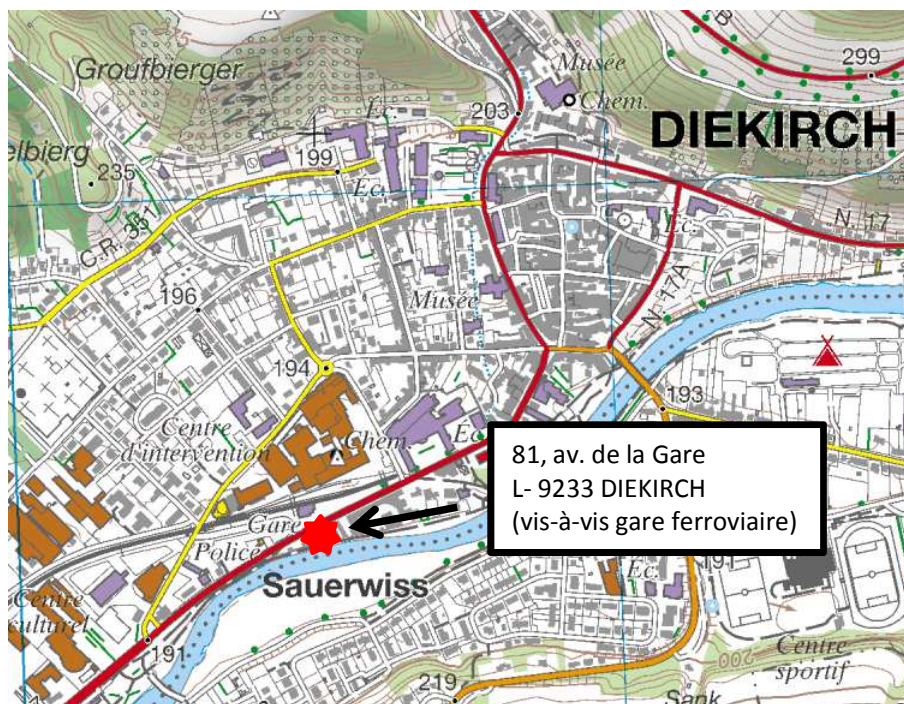 Groufbierger
Musée
299
Éc.
Chem.
203
DIEKIRCH
elbierg
199
235
Éc.
C.R. 351
N 17
Éc.
196
Musée
N 17A
194
193
Centre
d'intervention
Chem.
Éc.
81, av. de la Gare
L- 9233 DIEKIRCH
(vis-à-vis gare ferroviaire)
Gare
Police
191
Sauerwiss
Éc.
Centre
culturel
191
Centre
sportif
200
219
Sank